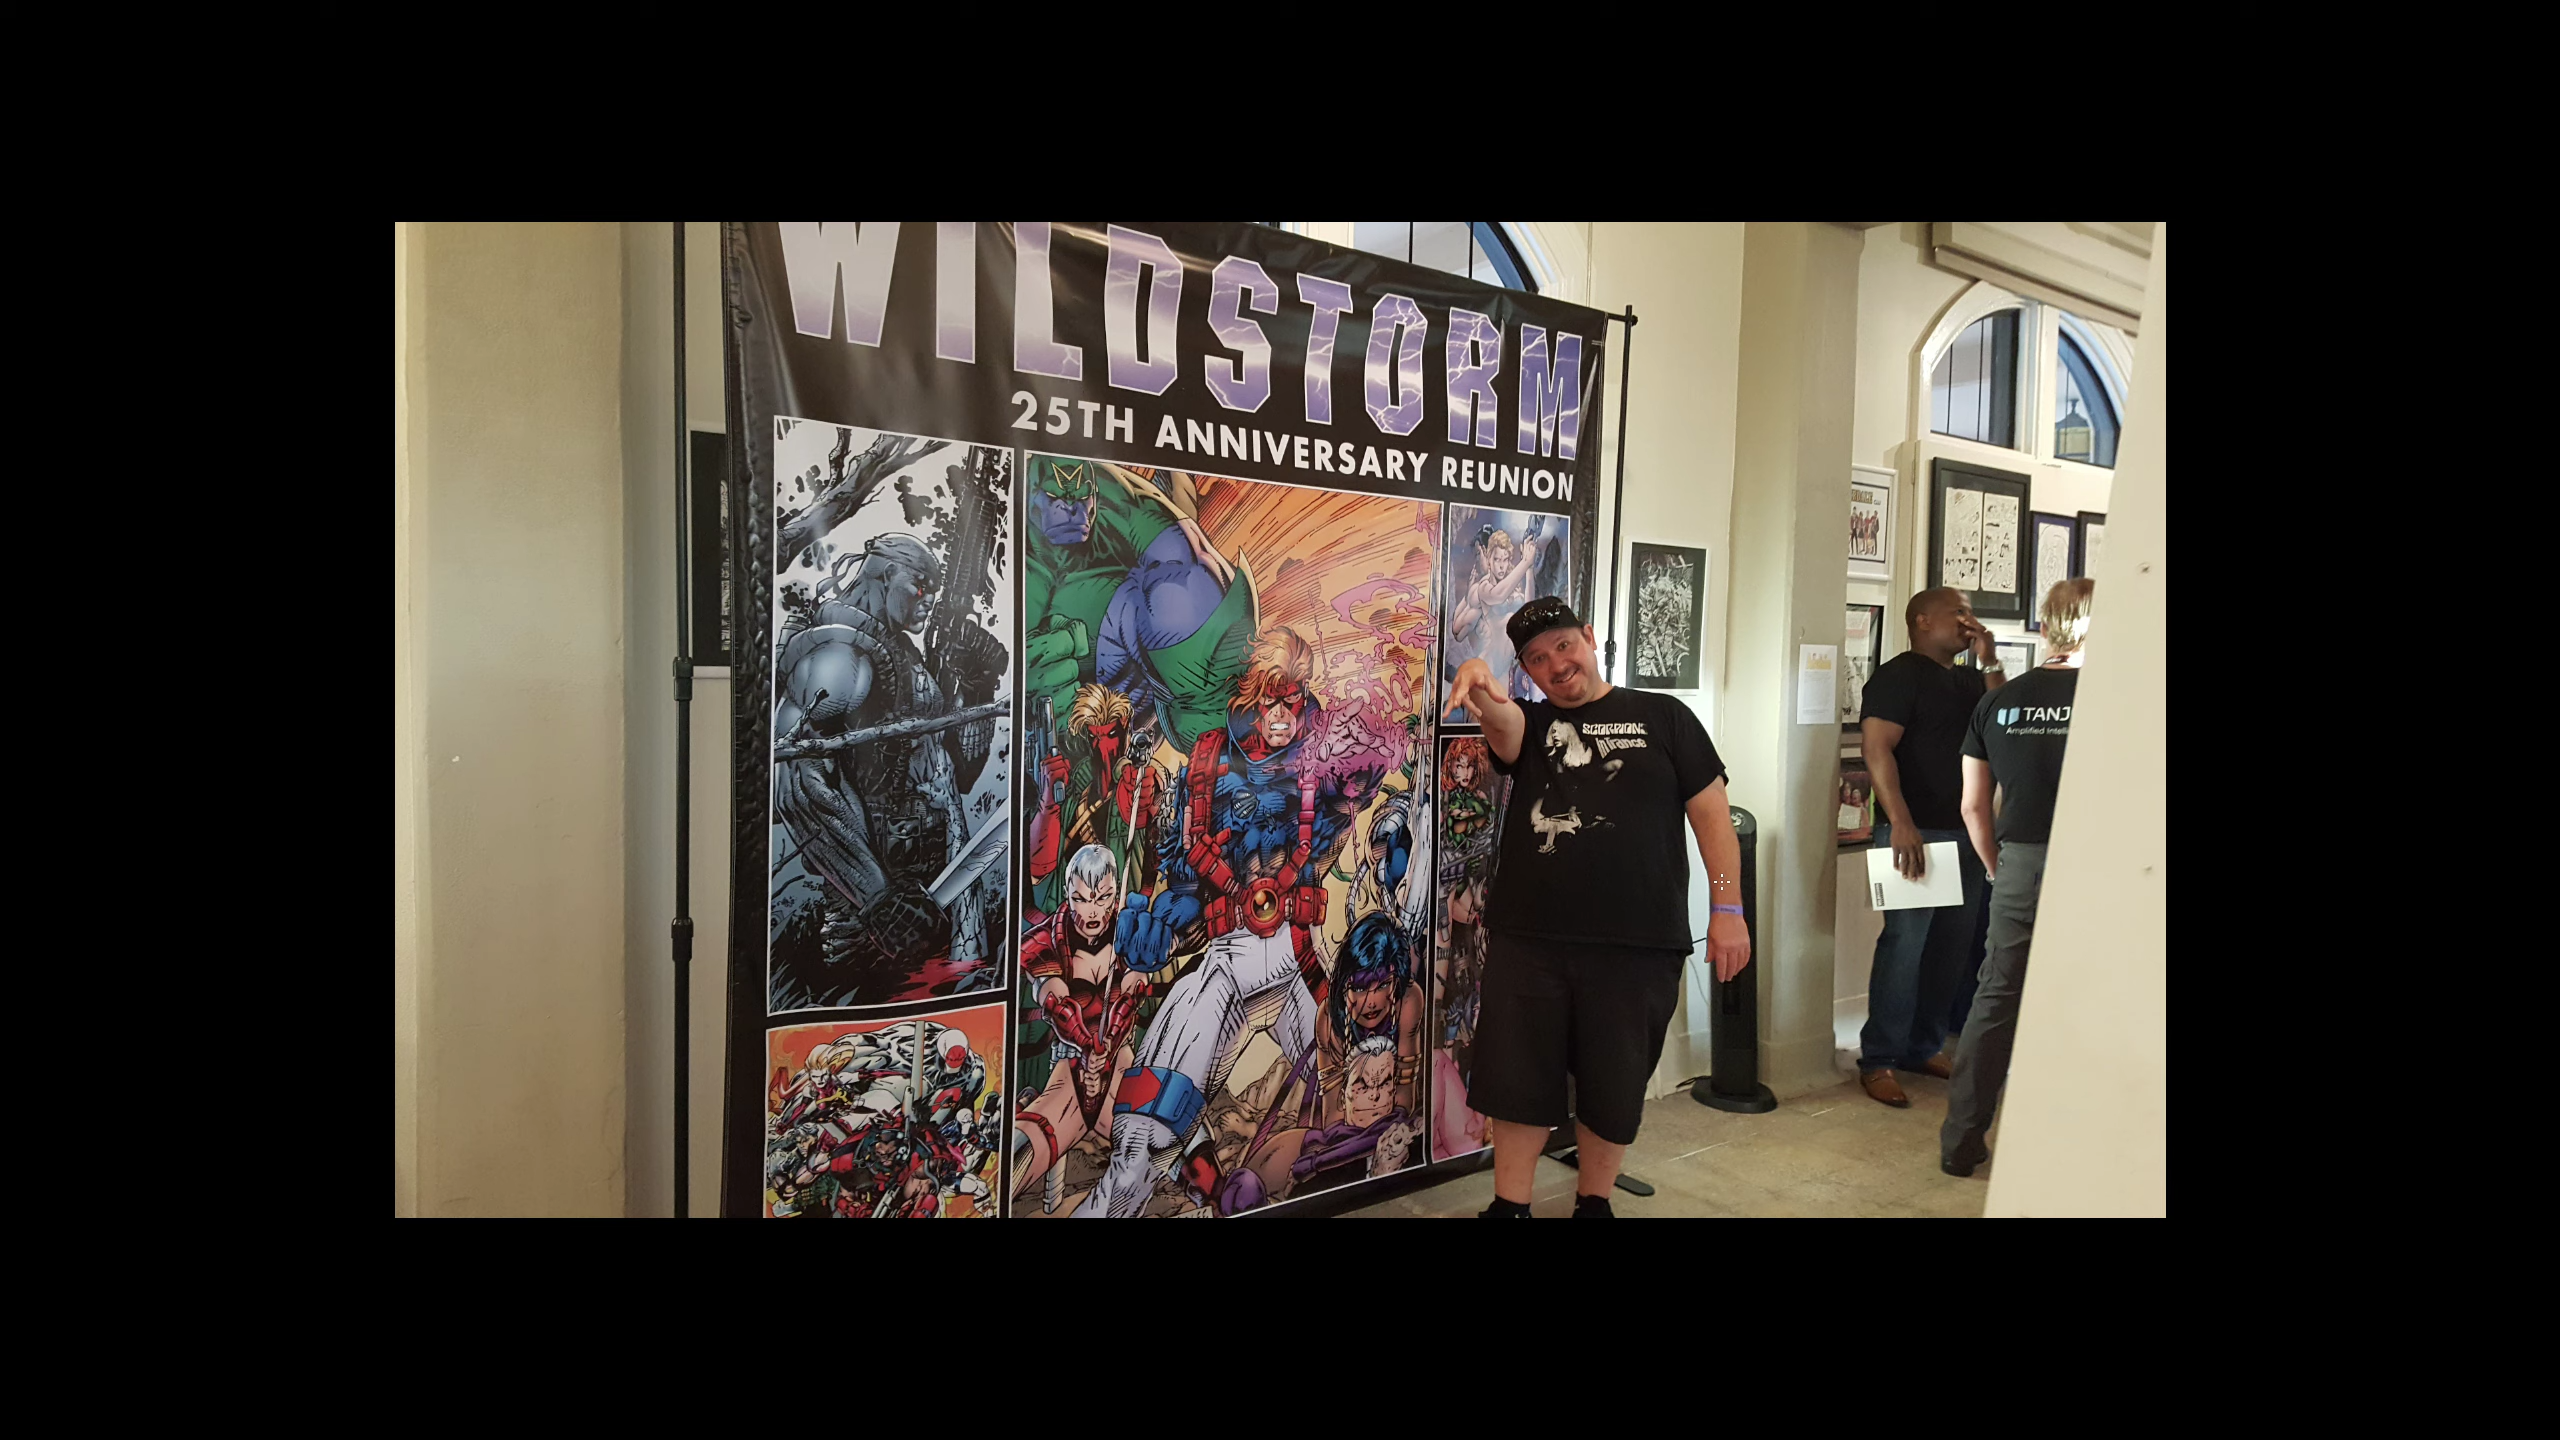 WILDSTORM
25TH ANNIVERSARY REUNION
SCORPIONS
In Trance
TANJ
Amplified Intelli